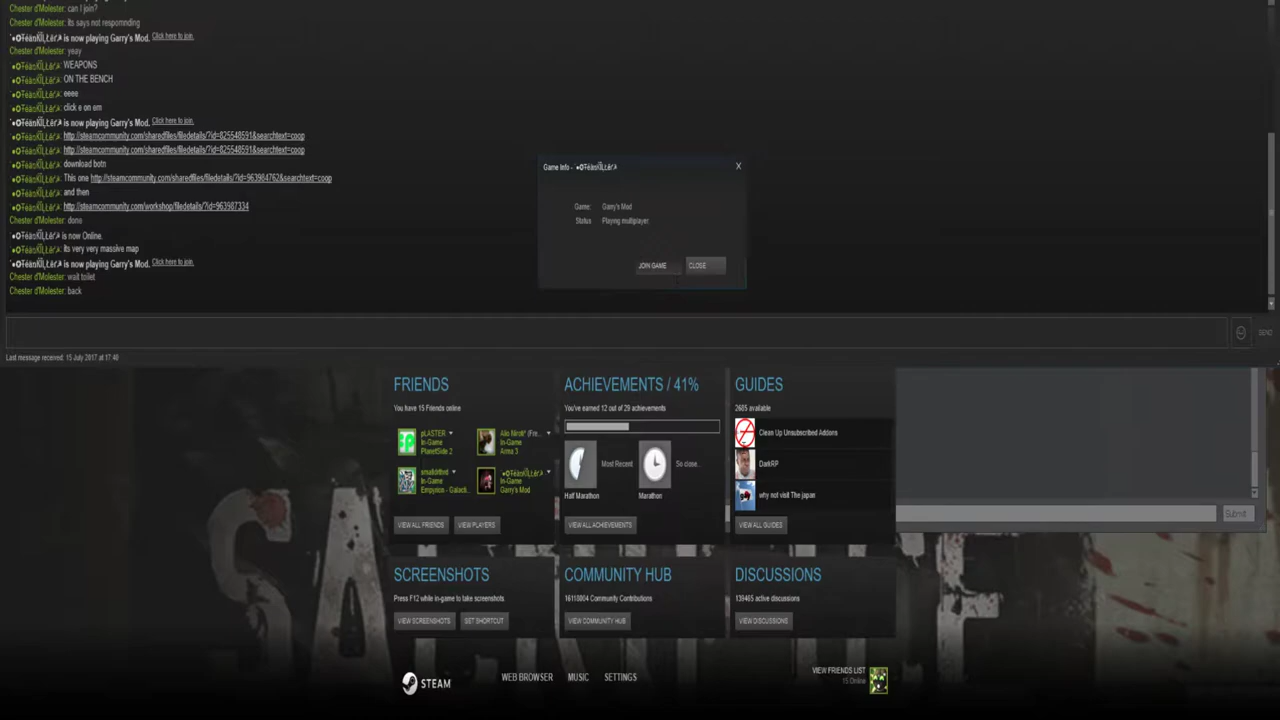 Chester d'Molester: can I join?
Chester d'Molester: its says not respornding
is now playing Garry's Mod. Click here to join.
Chester d'Molester: yeay
WEAPONS
ON THE BENCH
eeee
click e on em
is now playing Garry's Mod. Click here to join.
http://steamcommunity.com/sharedfiles/filedetails/?id=825548591&searchtext=coop
http://steamcommunity.com/sharedfiles/filedetails/?id=825548591&searchtext=coop
download botn
This one http://steamcommunity.com/sharedfiles/filedetails/?id=963984762&searchtext=coop
and then
http://steamcommunity.com/workshop/filedetails/?id=963987334
Chester d'Molester: done
is now Online.
its very very massive map
is now playing Garry's Mod. Click here to join.
Chester d'Molester: wait toilet
Chester d'Molester: back
Game Info -
X
Game: Garry's Mod
Status Playing multiplayer.
JOIN GAME CLOSE
SEND
Last message received: 15 July 2017 at 17:40
FRIENDS
You have 15 Friends online
pLASTER
In-Game
PlanetSide 2
In-Game
Arma 3
In-Game
Empyrion - Galact...
In-Game
Garry's Mod
VIEW ALL FRIENDS VIEW PLAYERS
ACHIEVEMENTS / 41%
You've earned 12 out of 29 achievements
Most Recent
So close...
Half Marathon
Marathon
VIEW ALL ACHIEVEMENTS
GUIDES
2685 available
Clean Up Unsubscribed Addons
DarkRP
why not visit The japan
VIEW ALL GUIDES
Submit
SCREENSHOTS
Press F12 while in-game to take screenshots.
VIEW SCREENSHOTS SET SHORTCUT
COMMUNITY HUB
16118804 Community Contributions
VIEW COMMUNITY HUB
DISCUSSIONS
139465 active discussions
VIEW DISCUSSIONS
STEAM
WEB BROWSER MUSIC SETTINGS
VIEW FRIENDS LIST
15 Online